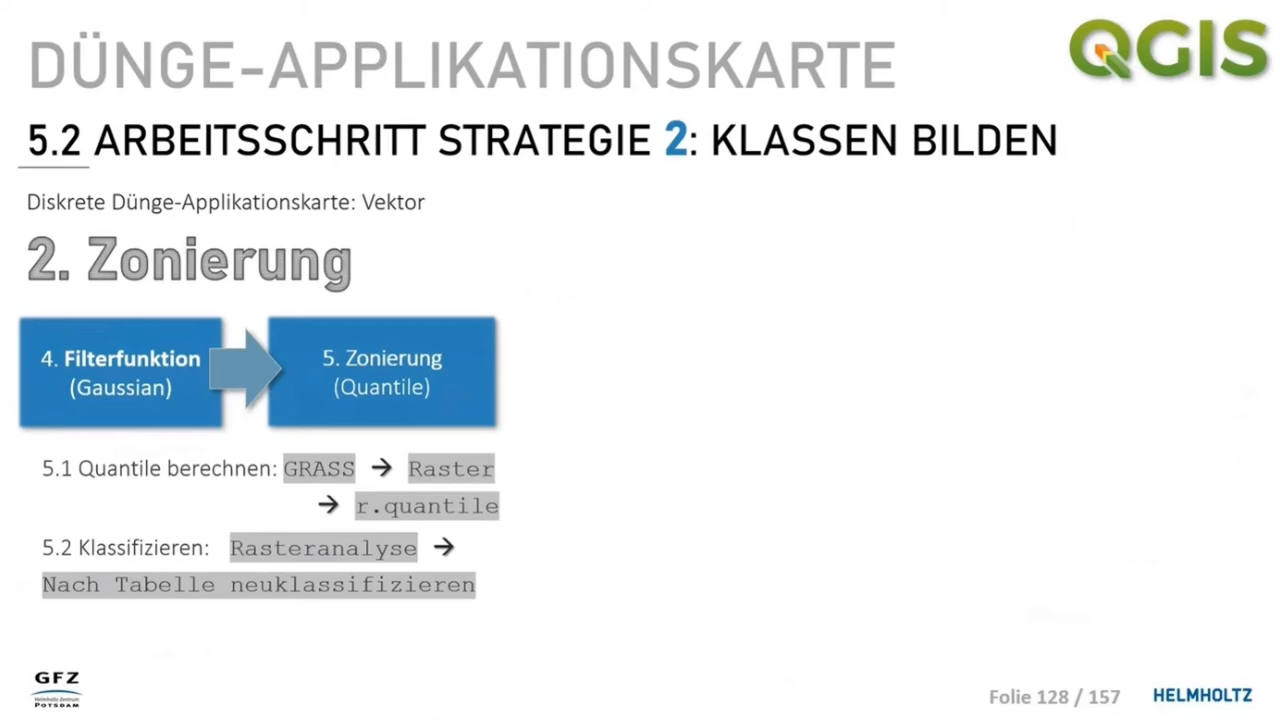 DÜNGE-APPLIKATIONSKARTE
QGIS
5.2 ARBEITSSCHRITT STRATEGIE 2: KLASSEN BILDEN
Diskrete Dünge-Applikationskarte: Vektor
2. Zonierung
4. Filterfunktion
(Gaussian)
5. Zonierung
(Quantile)
5.1 Quantile berechnen: GRASS → Raster
→ r.quantile
5.2 Klassifizieren: Rasteranalyse →
Nach Tabelle neuklassifizieren
GFZ
Helmholtz Zentrum
POTSDAM
Folie 128 / 157
HELMHOLTZ